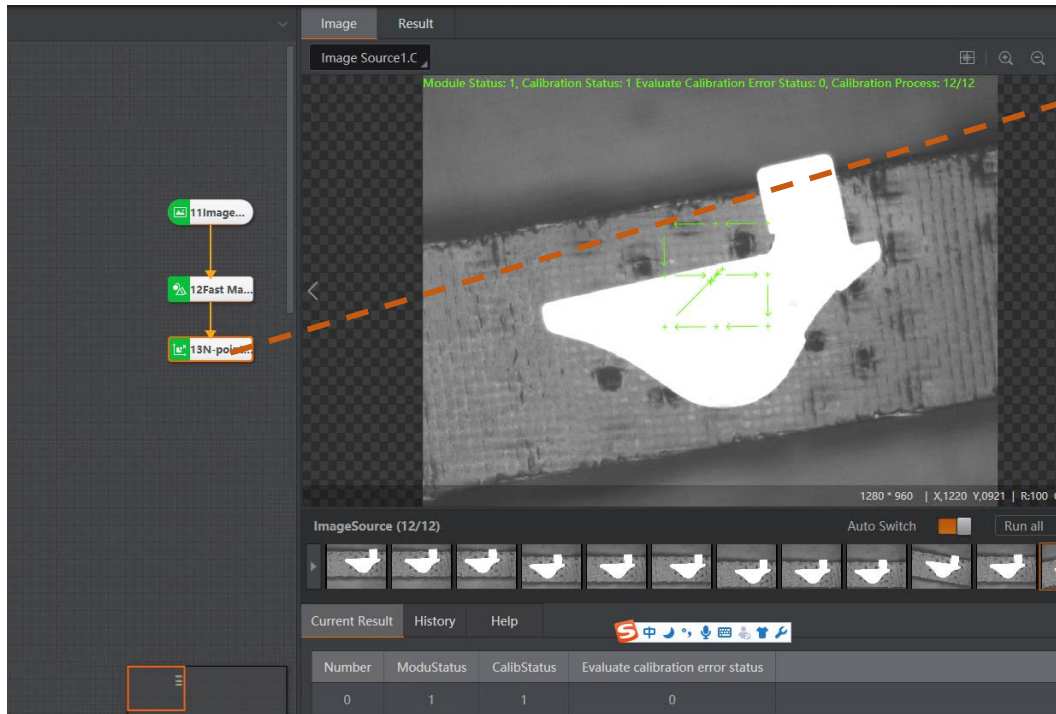 Image Result
Image Source1.C
Module Status: 1, Calibration Status: 1 Evaluate Calibration Error Status: 0, Calibration Process: 12/12
11Image...
12Fast Ma...
13N-point...
1280 * 960 | X,1220 Y,0921 | R:100
ImageSource (12/12) Auto Switch Run all
Current Result History Help
S 中
Number ModuStatus CalibStatus Evaluate calibration error status
0 1 1 0